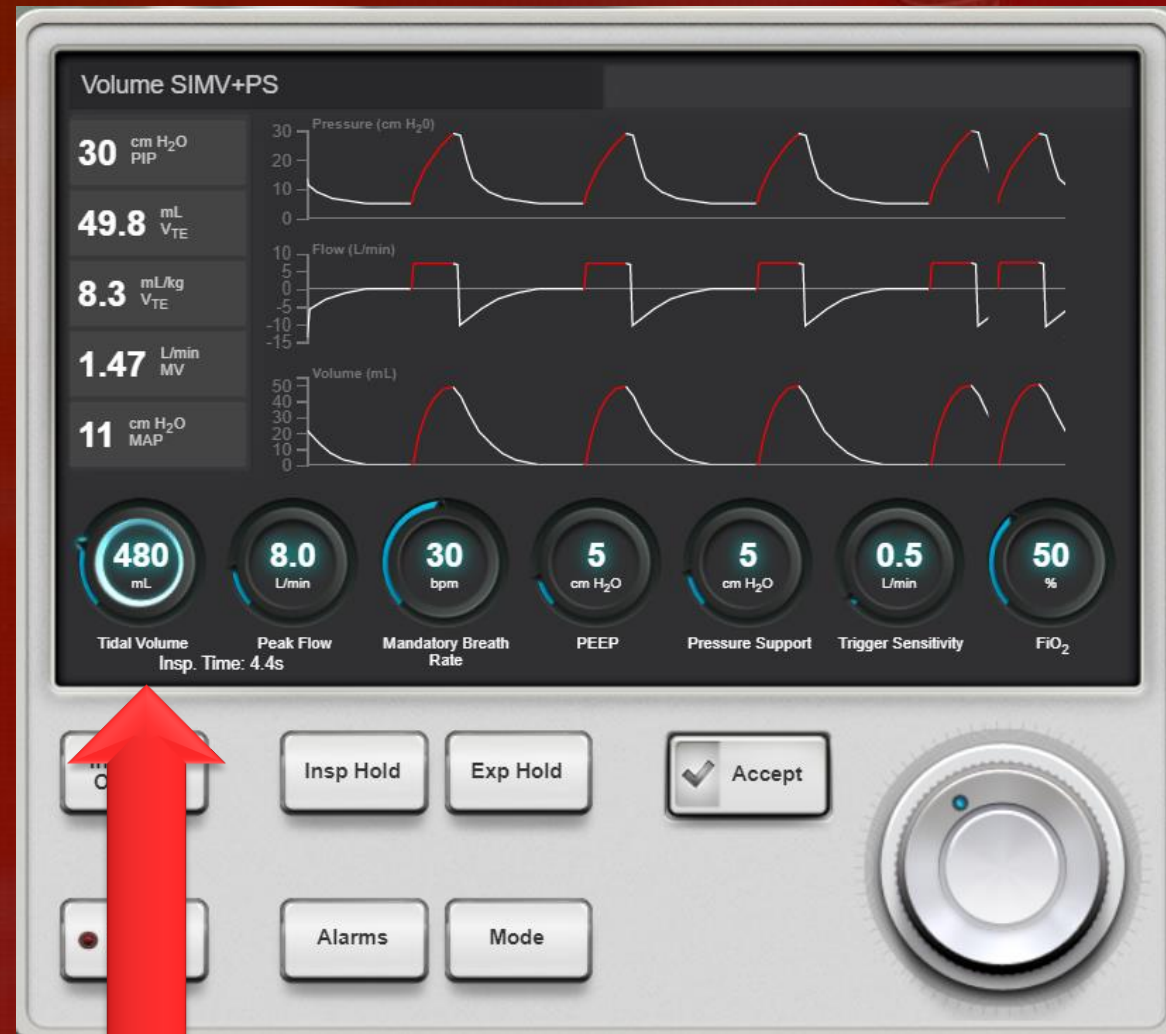 Volume SIMV+PS
30 cm H2O PIP
49.8 mL VTE
8.3 mL/kg VTE
1.47 L/min MV
11 cm H2O MAP
Pressure (cm H20)
30
20
10
0
Flow (L/min)
10
5
0
-5
-10
-15
Volume (mL)
50
40
30
20
10
0
480 mL
8.0 L/min
30 bpm
5 cm H2O
5 cm H2O
0.5 L/min
50 %
Tidal Volume
Peak Flow
Mandatory Breath
Rate
PEEP
Pressure Support
Trigger Sensitivity
FiO2
Insp. Time: 4.4s
Insp Hold
Exp Hold
Accept
Alarms
Mode